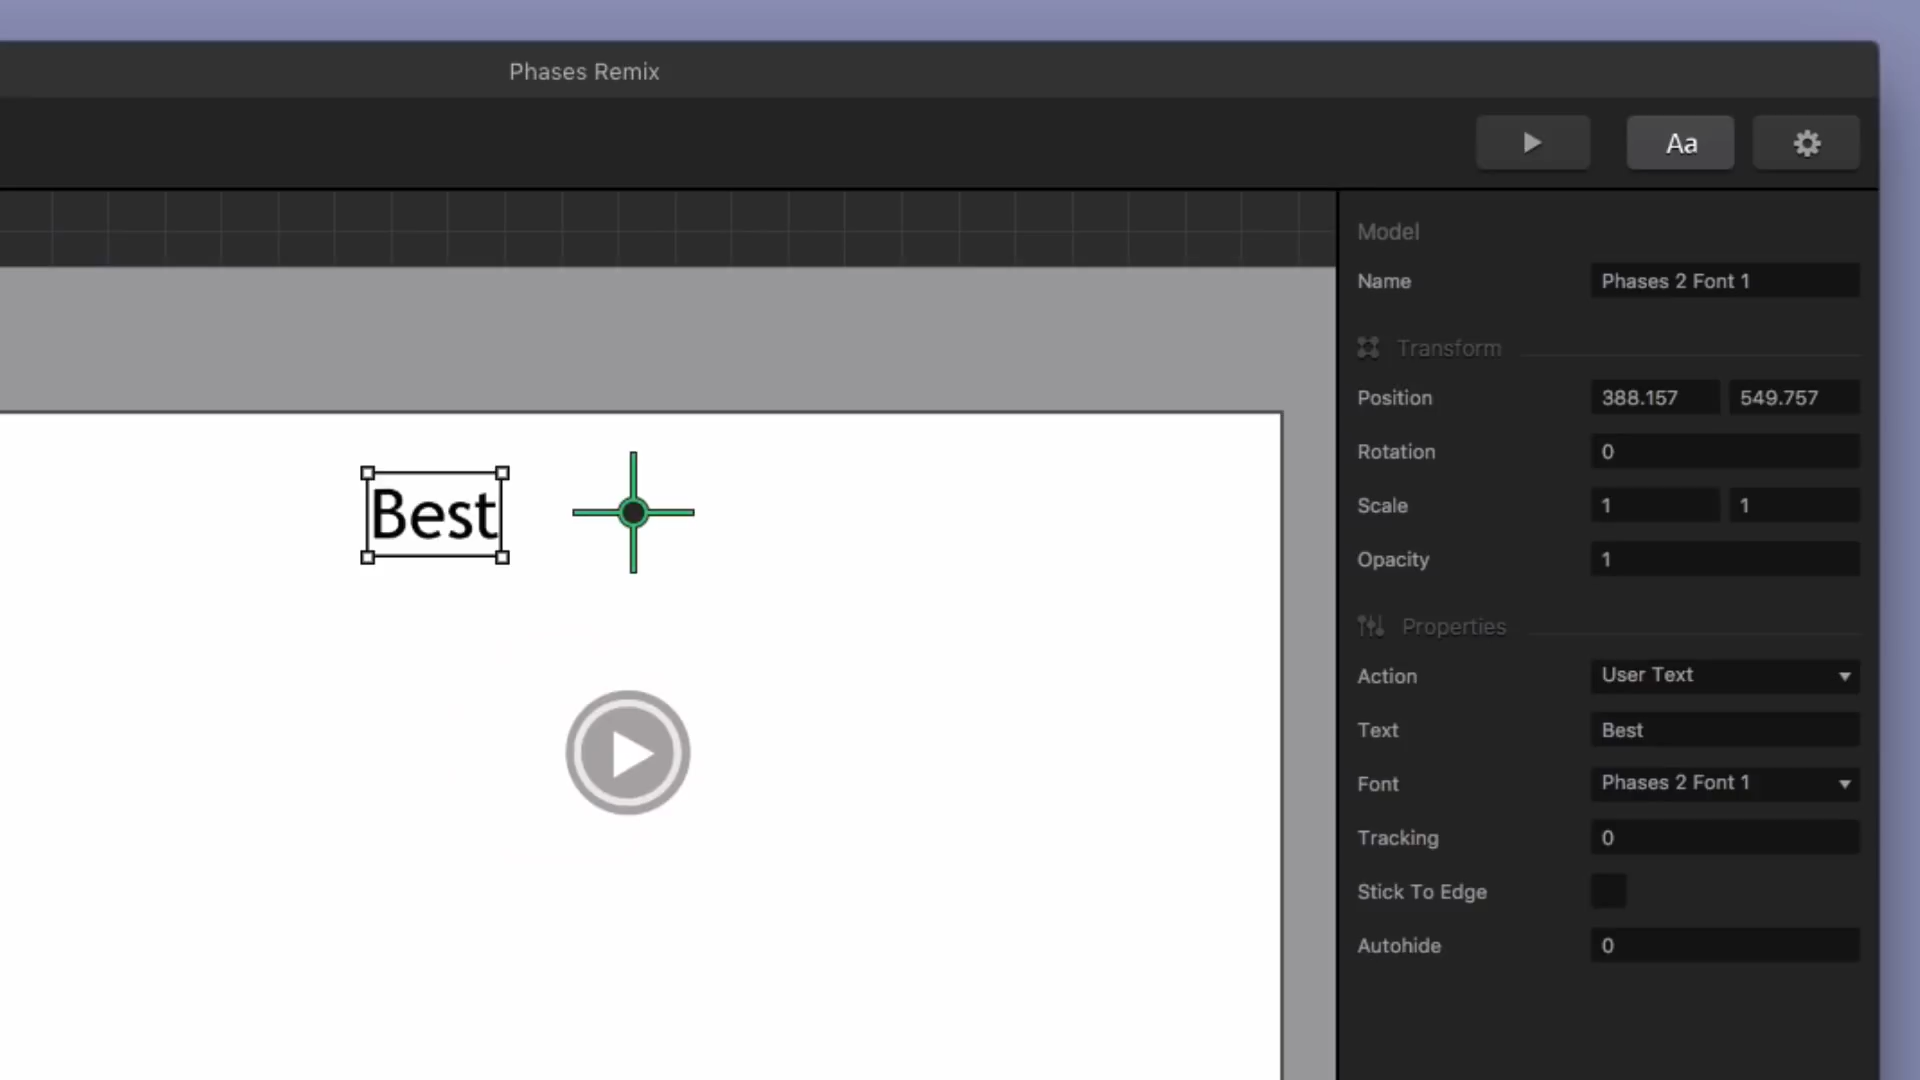 Phases Remix
Aa
Model
Name Phases 2 Font 1
Transform
Position 388.157 549.757
Rotation 0
Scale 1 1
Opacity 1
Properties
Action User Text
Text Best
Font Phases 2 Font 1
Tracking 0
Stick To Edge
Autohide 0
Best